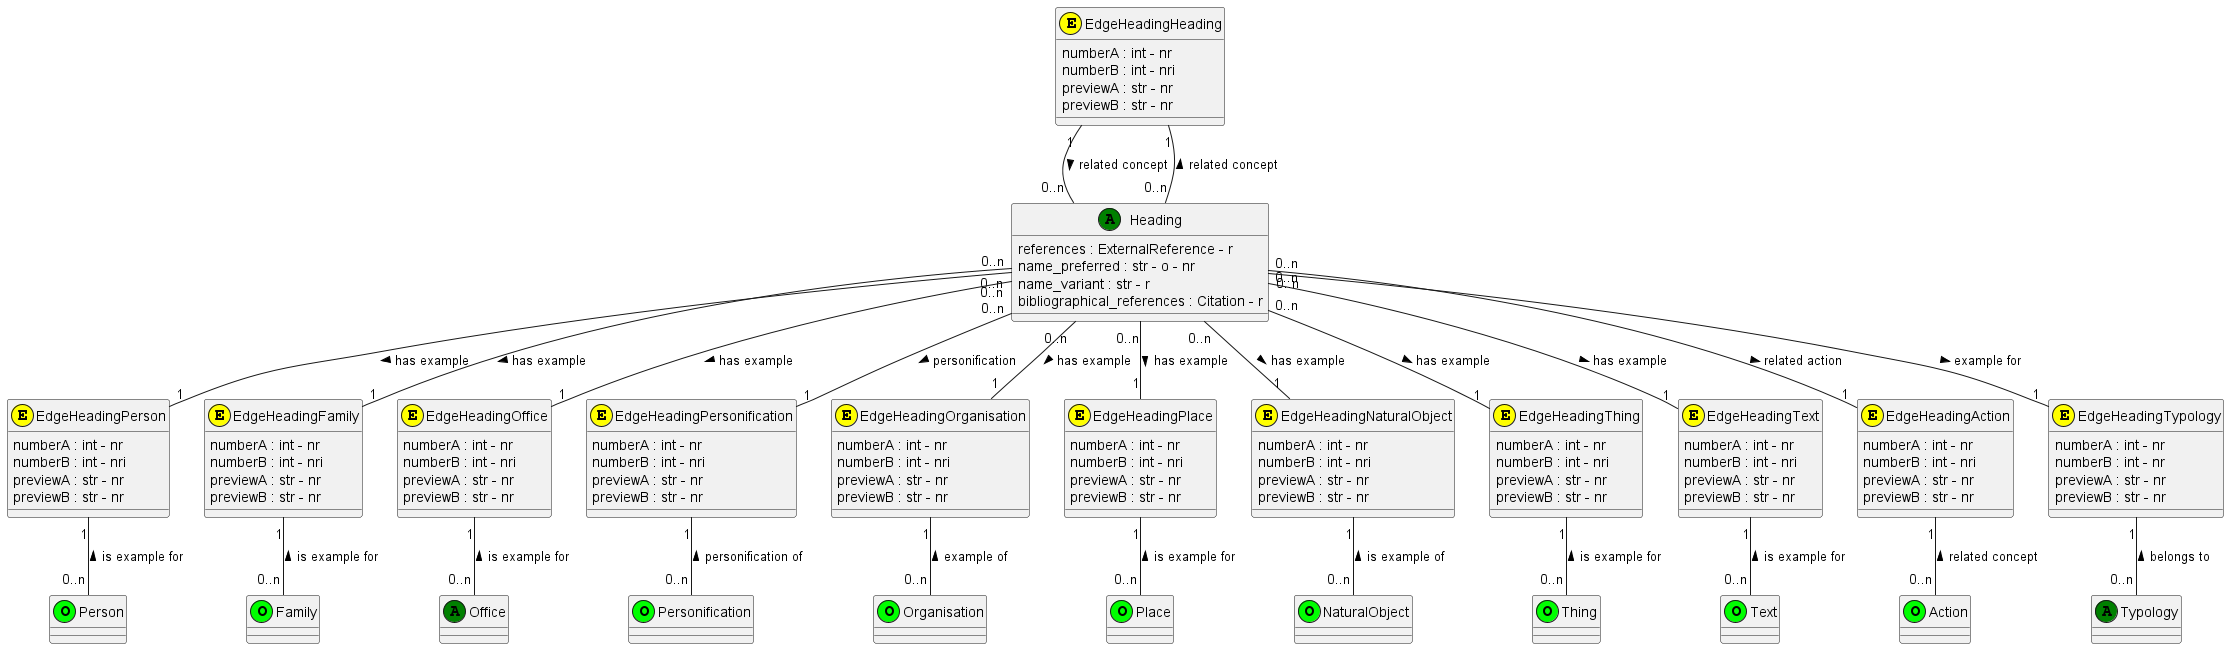 E EdgeHeadingHeading
numberA : int - nr
numberB : int - nri
previewA : str - nr
previewB : str - nr
1 1
related concept related concept
0..n 0..n
A Heading
references : ExternalReference - r
name_preferred : str - o - nr
name_variant : str - r
bibliographical_references : Citation - r
0..n 0..n
0..n 0..n
0..n 0..n
0..n 0..n
0..n 0..n 0..n
has example has example has example personification has example has example has example has example has example related action example for
1 1 1 1 1 1 1 1 1 1 1
E EdgeHeadingPerson
numberA : int - nr
numberB : int - nri
previewA : str - nr
previewB : str - nr
E EdgeHeadingFamily
numberA : int - nr
numberB : int - nri
previewA : str - nr
previewB : str - nr
E EdgeHeadingOffice
numberA : int - nr
numberB : int - nri
previewA : str - nr
previewB : str - nr
E EdgeHeadingPersonification
numberA : int - nr
numberB : int - nri
previewA : str - nr
previewB : str - nr
E EdgeHeadingOrganisation
numberA : int - nr
numberB : int - nri
previewA : str - nr
previewB : str - nr
E EdgeHeadingPlace
numberA : int - nr
numberB : int - nri
previewA : str - nr
previewB : str - nr
E EdgeHeadingNaturalObject
numberA : int - nr
numberB : int - nri
previewA : str - nr
previewB : str - nr
E EdgeHeadingThing
numberA : int - nr
numberB : int - nri
previewA : str - nr
previewB : str - nr
E EdgeHeadingText
numberA : int - nr
numberB : int - nri
previewA : str - nr
previewB : str - nr
E EdgeHeadingAction
numberA : int - nr
numberB : int - nri
previewA : str - nr
previewB : str - nr
E EdgeHeadingTypology
numberA : int - nr
numberB : int - nr
previewA : str - nr
previewB : str - nr
1 1 1 1 1 1 1 1 1 1 1
is example for is example for is example for personification of example of is example for is example of is example for is example for related concept belongs to
0..n 0..n 0..n 0..n 0..n 0..n 0..n 0..n 0..n 0..n 0..n
O Person
O Family
A Office
O Personification
O Organisation
O Place
O NaturalObject
O Thing
O Text
O Action
A Typology